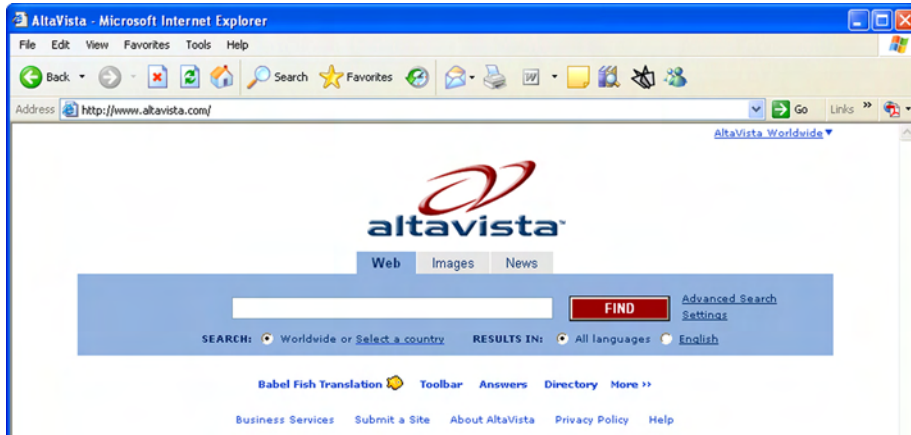 AltaVista - Microsoft Internet Explorer
File Edit View Favorites Tools Help
Back Search Favorites
Address http://www.altavista.com/ Go Links »
AltaVista Worldwide
altavista™
Web Images News
FIND
Advanced Search
Settings
SEARCH: Worldwide or Select a country RESULTS IN: All languages English
Babel Fish Translation Toolbar Answers Directory More >>
Business Services Submit a Site About AltaVista Privacy Policy Help